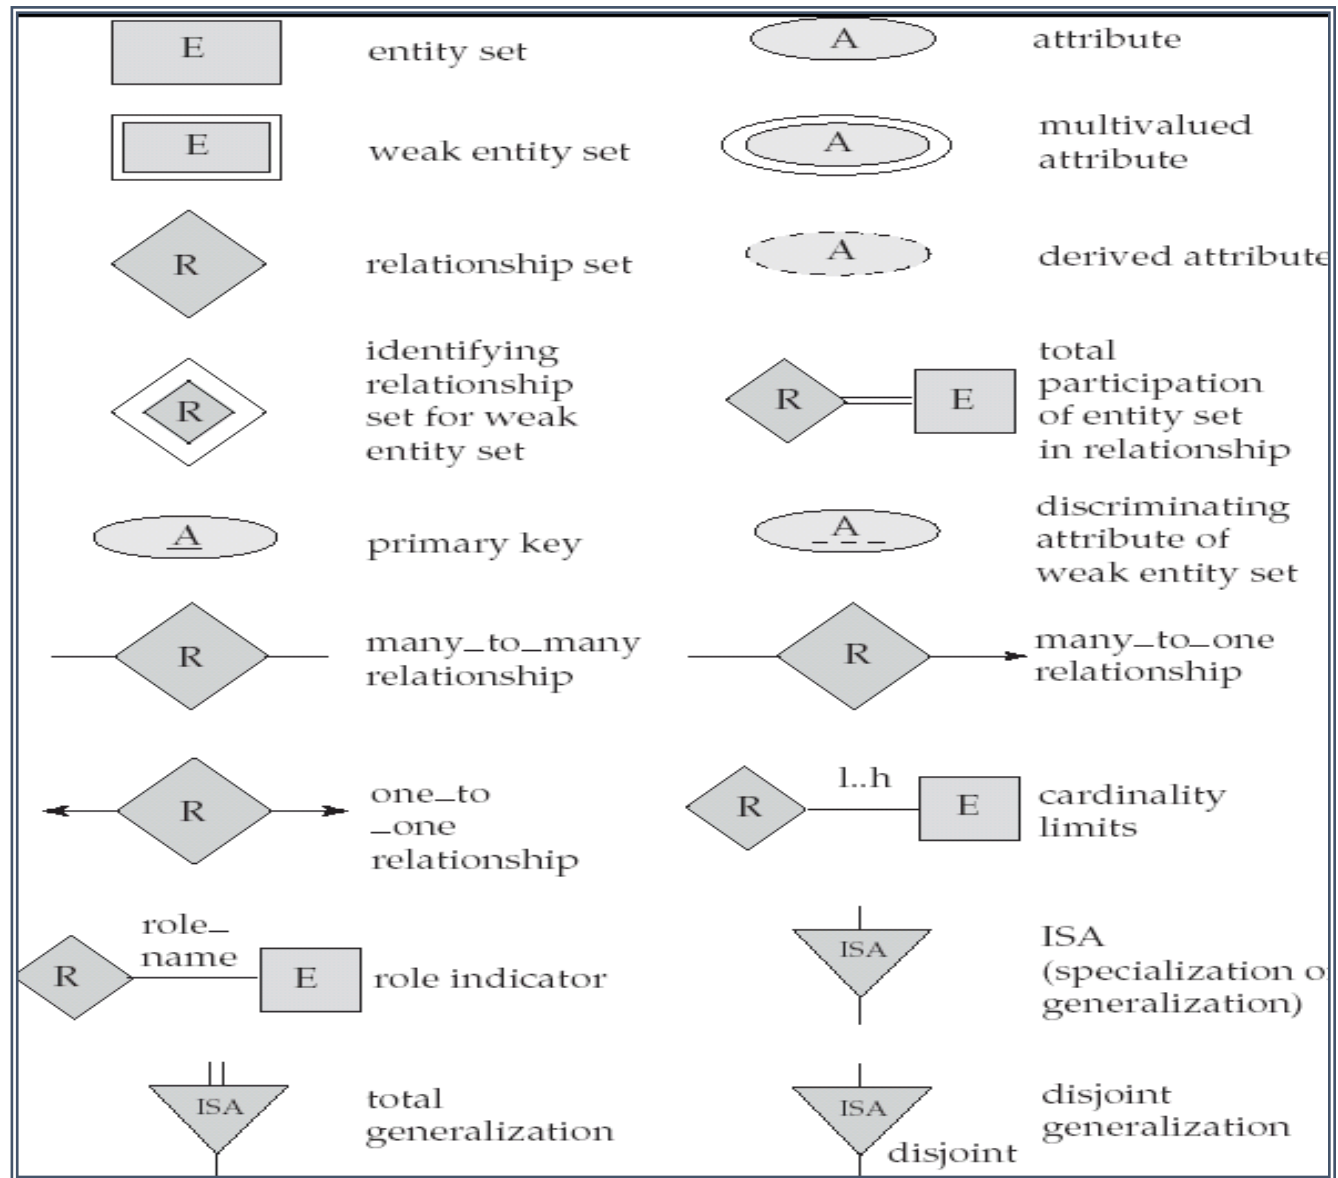 E
entity set
A
attribute
E
weak entity set
A
multivalued
attribute
R
relationship set
A
derived attribute
R
identifying
relationship
set for weak
entity set
R
E
total
participation
of entity set
in relationship
A
primary key
A
discriminating
attribute of
weak entity set
R
many_to_many
relationship
R
many_to_one
relationship
R
one_to
_one
relationship
R
l..h
E
cardinality
limits
R
role_
name
E
role indicator
ISA
ISA
(specialization o
generalization)
ISA
total
generalization
ISA
disjoint
disjoint
generalization